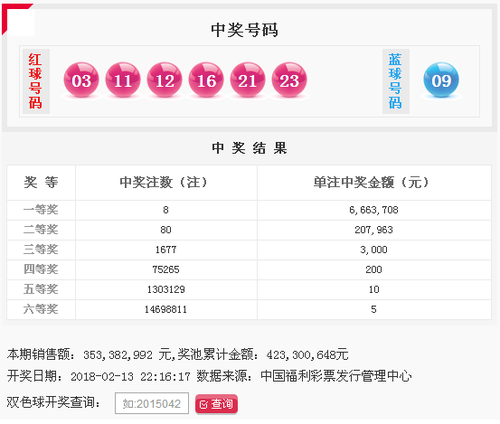 中奖号码
红球号码 03 11 12 16 21 23 蓝球号码 09
中 奖 结 果
奖 等 中奖注数（注） 单注中奖金额（元）
一等奖 8 6,663,708
二等奖 80 207,963
三等奖 1677 3,000
四等奖 75265 200
五等奖 1303129 10
六等奖 14698811 5
本期销售额：353,382,992 元,奖池累计金额：423,300,648元
开奖日期：2018-02-13 22:16:17 数据来源：中国福利彩票发行管理中心
双色球开奖查询： 如:2015042 查询